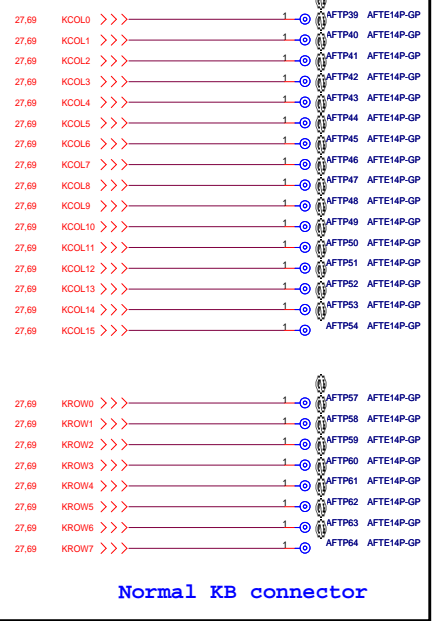 27,69 KCOL0 1 AFTP39 AFTE14P-GP
27,69 KCOL1 1 AFTP40 AFTE14P-GP
27,69 KCOL2 1 AFTP41 AFTE14P-GP
27,69 KCOL3 1 AFTP42 AFTE14P-GP
27,69 KCOL4 1 AFTP43 AFTE14P-GP
27,69 KCOL5 1 AFTP44 AFTE14P-GP
27,69 KCOL6 1 AFTP45 AFTE14P-GP
27,69 KCOL7 1 AFTP46 AFTE14P-GP
27,69 KCOL8 1 AFTP47 AFTE14P-GP
27,69 KCOL9 1 AFTP48 AFTE14P-GP
27,69 KCOL10 1 AFTP49 AFTE14P-GP
27,69 KCOL11 1 AFTP50 AFTE14P-GP
27,69 KCOL12 1 AFTP51 AFTE14P-GP
27,69 KCOL13 1 AFTP52 AFTE14P-GP
27,69 KCOL14 1 AFTP53 AFTE14P-GP
27,69 KCOL15 1 AFTP54 AFTE14P-GP
27,69 KROW0 1 AFTP57 AFTE14P-GP
27,69 KROW1 1 AFTP58 AFTE14P-GP
27,69 KROW2 1 AFTP59 AFTE14P-GP
27,69 KROW3 1 AFTP60 AFTE14P-GP
27,69 KROW4 1 AFTP61 AFTE14P-GP
27,69 KROW5 1 AFTP62 AFTE14P-GP
27,69 KROW6 1 AFTP63 AFTE14P-GP
27,69 KROW7 1 AFTP64 AFTE14P-GP
Normal KB connector